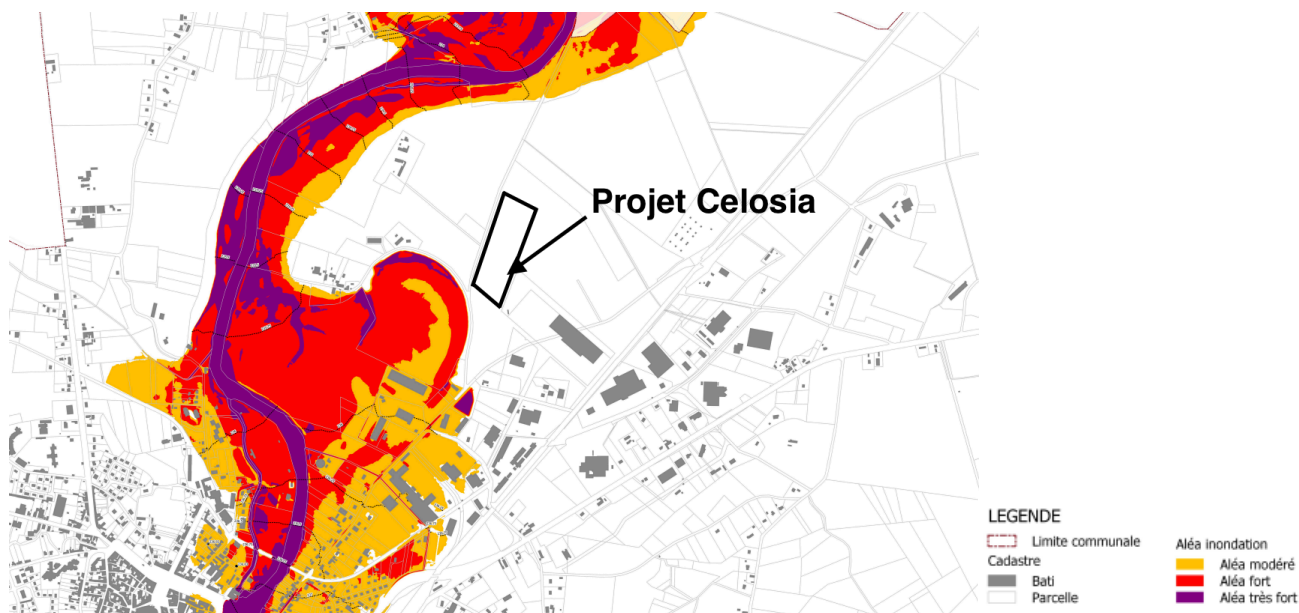 Projet Celosia
LEGENDE
Limite communale
Cadastre
Bati
Parcelle
Aléa inondation
Aléa modéré
Aléa fort
Aléa très fort